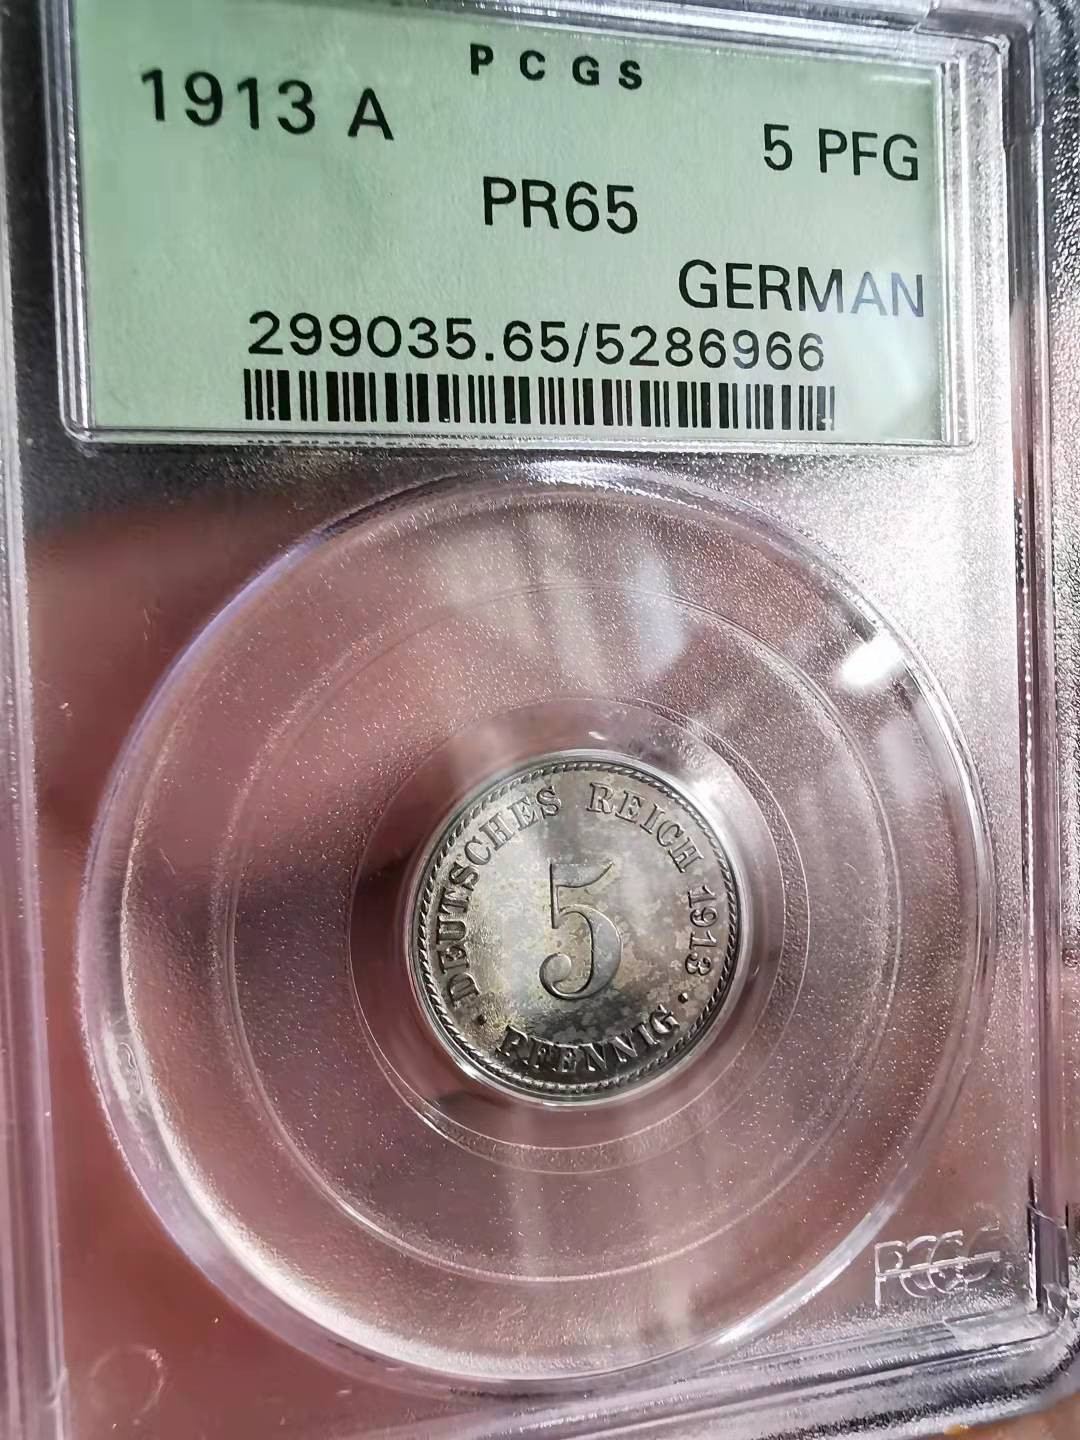 PCGS
1913 A
5 PFG
PR65
GERMAN
299035.65/5286966
DEUTSCHES REICH 1913
5
· PFENNIG ·
PCGS